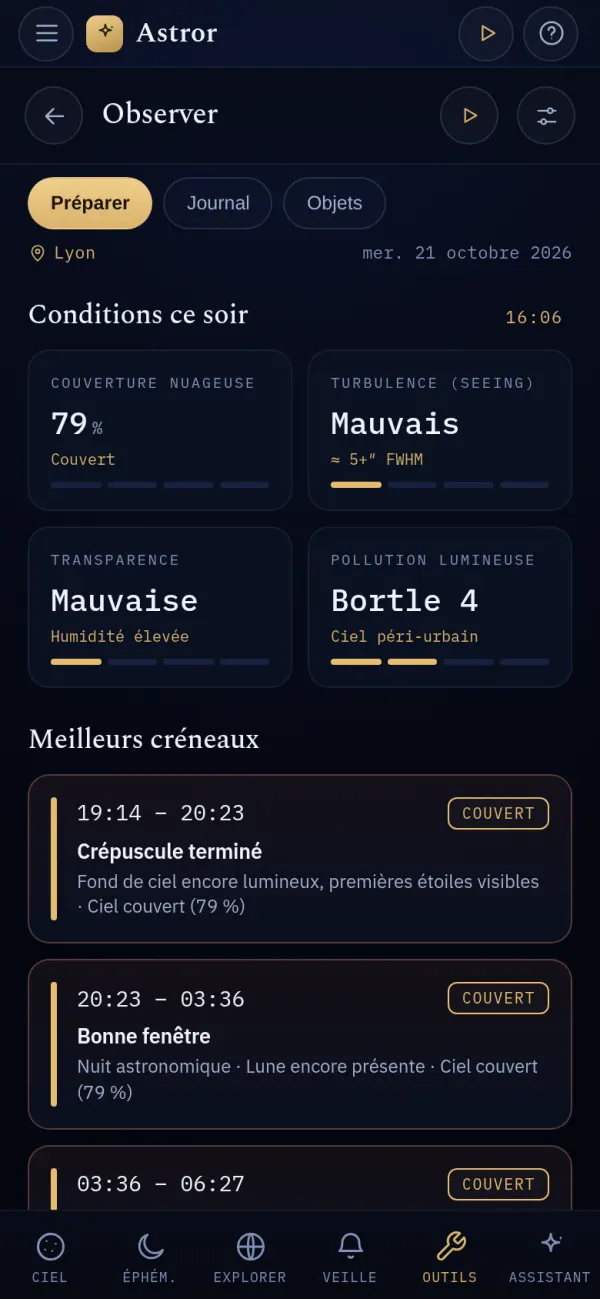 Astror
Observer
Préparer
Journal
Objets
Lyon
mer. 21 octobre 2026
Conditions ce soir
16:06
COUVERTURE NUAGEUSE
79 %
Couvert
TURBULENCE (SEEING)
Mauvais
≈ 5+″ FWHM
TRANSPARENCE
Mauvaise
Humidité élevée
POLLUTION LUMINEUSE
Bortle 4
Ciel péri-urbain
Meilleurs créneaux
19:14 – 20:23
COUVERT
Crépuscule terminé
Fond de ciel encore lumineux, premières étoiles visibles
· Ciel couvert (79 %)
20:23 – 03:36
COUVERT
Bonne fenêtre
Nuit astronomique · Lune encore présente · Ciel couvert
(79 %)
03:36 – 06:27
COUVERT
CIEL
ÉPHÉM.
EXPLORER
VEILLE
OUTILS
ASSISTANT